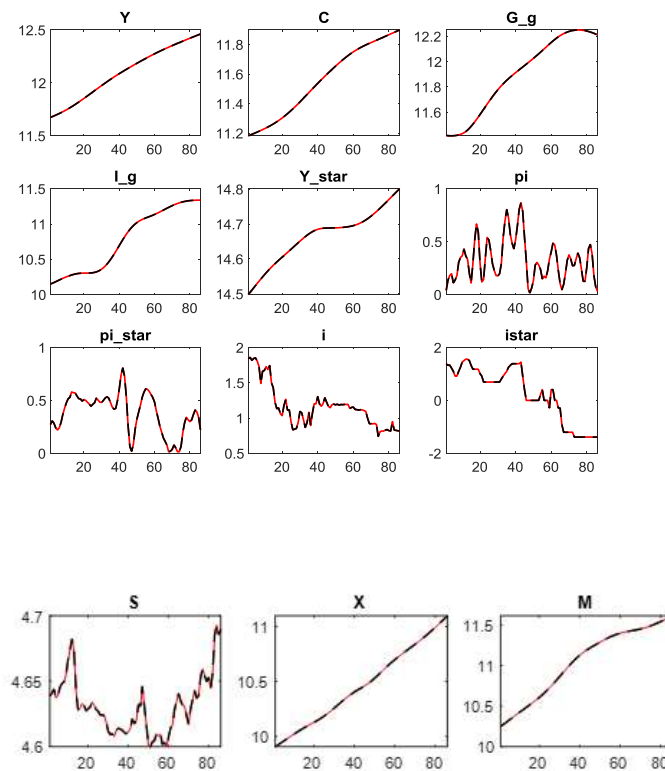 Y C G_g
12.5 12 11.5 20 40 60 80
11.8 11.6 11.4 11.2 20 40 60 80
12.2 12 11.8 11.6 20 40 60 80
I_g Y_star pi
11.5 11 10.5 10 20 40 60 80
14.8 14.7 14.6 14.5 20 40 60 80
1 0.5 0 20 40 60 80
pi_star i istar
1 0.5 0 20 40 60 80
2 1.5 1 0.5 20 40 60 80
2 0 -2 20 40 60 80
S X M
4.7 4.65 4.6 20 40 60 80
11 10.5 10 20 40 60 80
11.5 11 10.5 10 20 40 60 80